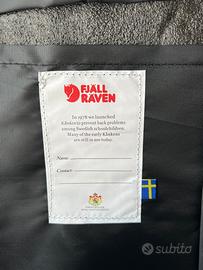 FJÄLL
RÄVEN
In 1978 we launched
Kånken to prevent back problems
among Swedish schoolchildren.
Many of the early Kånkens
are still in use today.
Name
Contact
subito